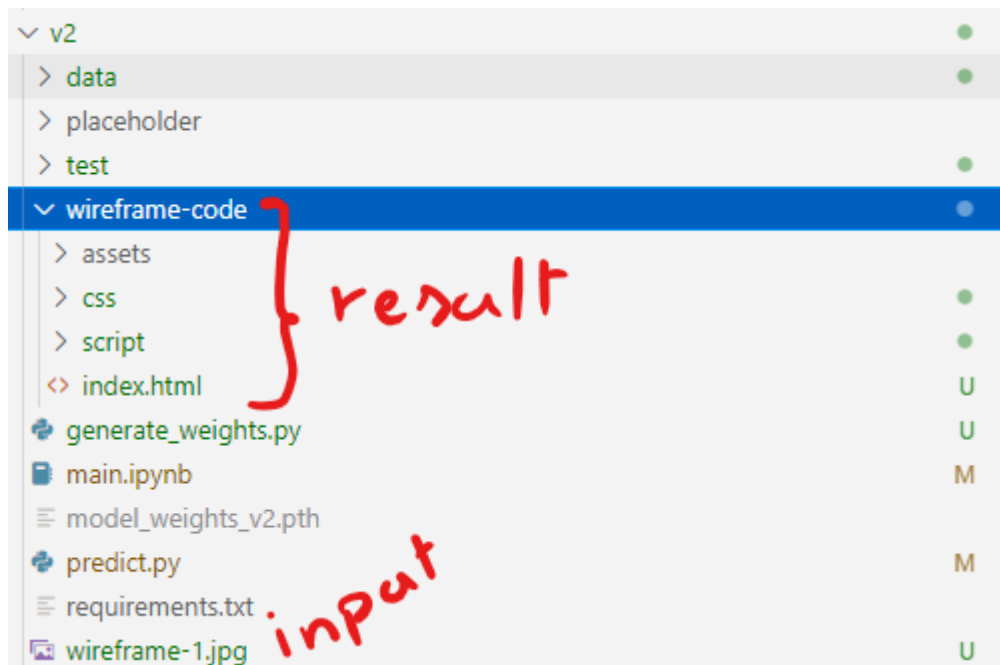 v2
data
placeholder
test
wireframe-code
assets
result
css
script
index.html U
generate_weights.py U
main.ipynb M
model_weights_v2.pth
predict.py M
requirements.txt
input
wireframe-1.jpg U